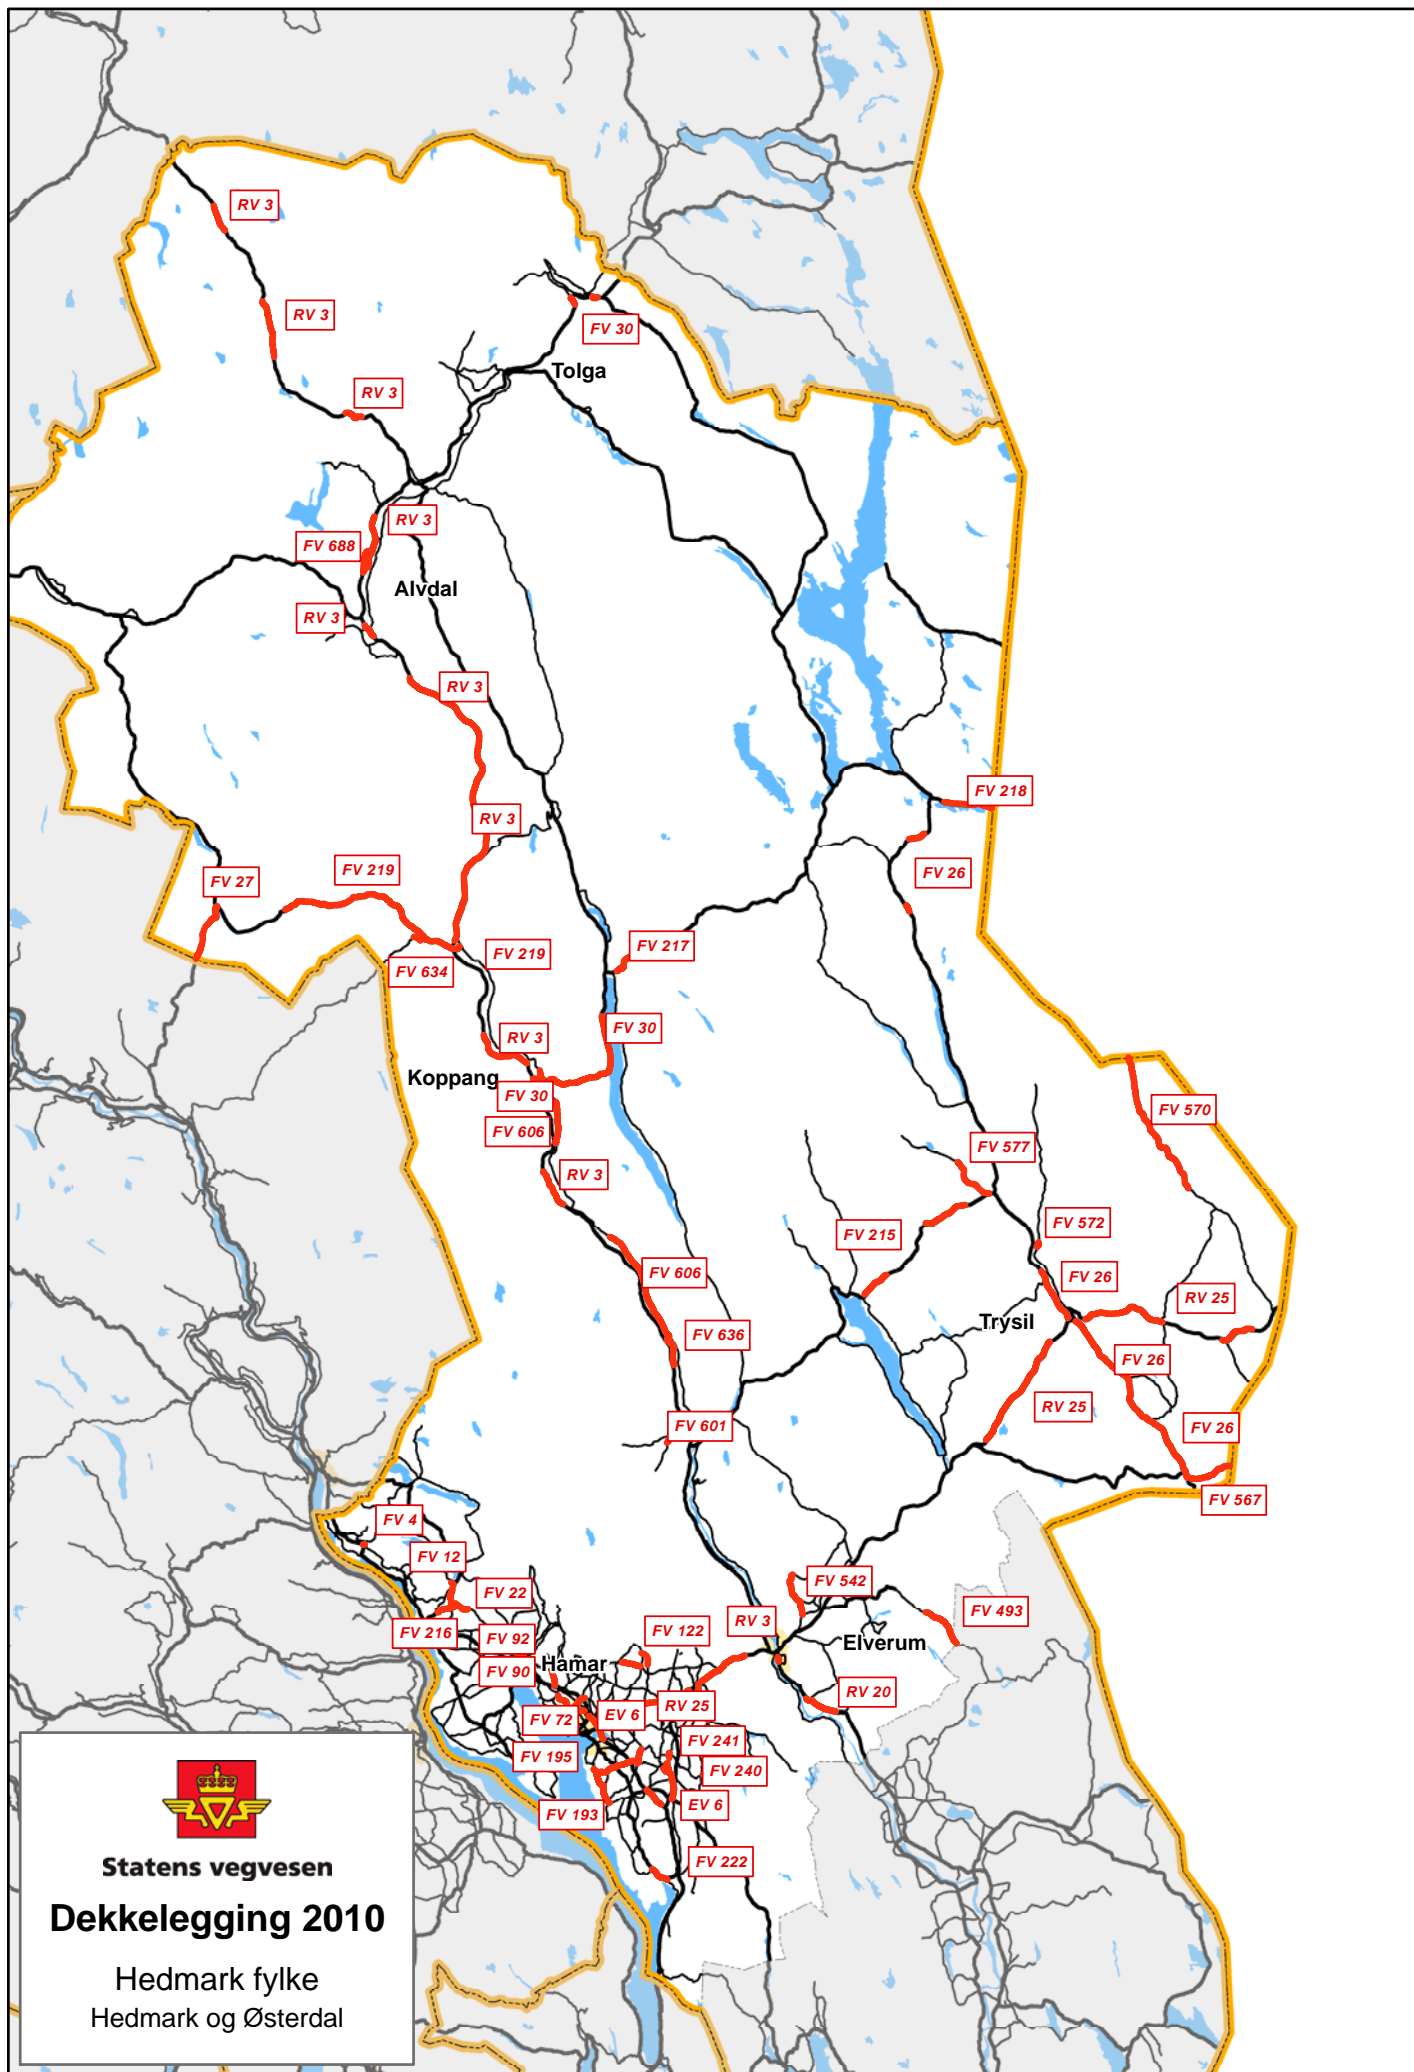 RV 3
RV 3
FV 30
Tolga
RV 3
RV 3
FV 688
Alvdal
RV 3
RV 3
FV 218
RV 3
FV 219
FV 26
FV 27
FV 217
FV 219
FV 634
FV 30
RV 3
Koppang
FV 30
FV 570
FV 606
FV 577
RV 3
FV 572
FV 215
FV 606
FV 26
RV 25
Trysil
FV 636
FV 26
RV 25
FV 601
FV 26
FV 567
FV 4
FV 12
FV 542
FV 22
FV 493
RV 3
FV 216
FV 92
FV 122
Elverum
Hamar
FV 90
RV 20
RV 25
FV 72
EV 6
FV 241
FV 195
FV 240
EV 6
FV 193
FV 222
Statens vegvesen
Dekkelegging 2010
Hedmark fylke
Hedmark og Østerdal